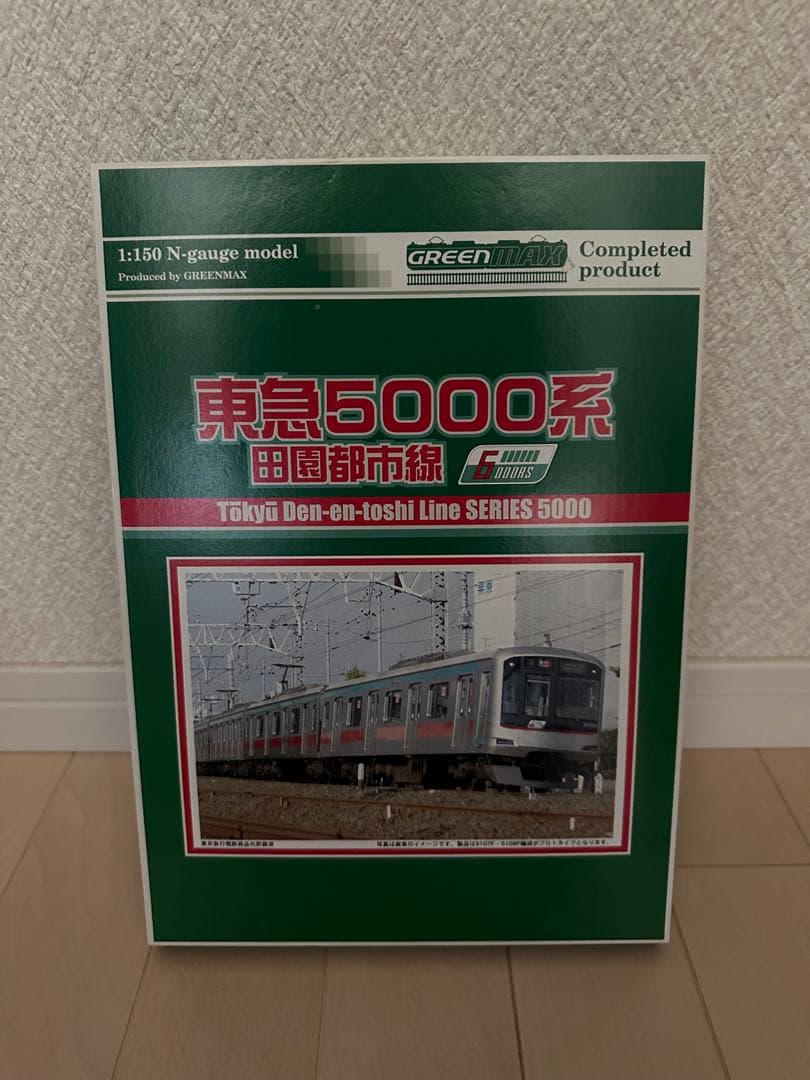 1:150 N-gauge model
Produced by GREENMAX
GREENMAX
Completed
product
東急5000系
田園都市線
6DOORS
Tōkyū Den-en-toshi Line SERIES 5000